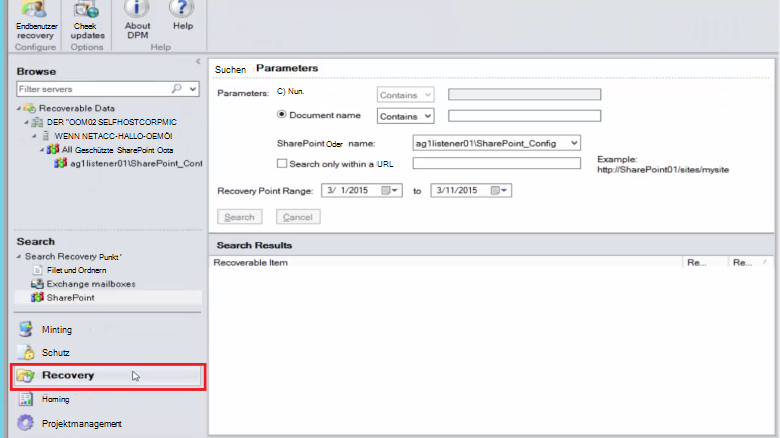 Endbenutzer recovery
Cheek updates
About DPM
Help
Configure
Options
Help
Browse
Filter servers
Recoverable Data
DER "OOM02 SELFHOSTCORPMIC
WENN NETACC-HALLO-OEMÖI
All Geschützte SharePoint Oota
ag1listener01\SharePoint_Conf
Search
Search Recovery Punkt'
Filet und Ordnern
Exchange mailboxes
SharePoint
Minting
Schutz
Recovery
Homing
Projektmanagement
Suchen Parameters
Parameters: C) Nun. Contains
Document name Contains
SharePoint Oder name: ag1listener01\SharePoint_Config
Search only within a URL
Example:
http://SharePoint01/sites/mysite
Recovery Point Range: 3/ 1/2015 to 3/11/2015
Search Cancel
Search Results
Recoverable Item Re... Re...